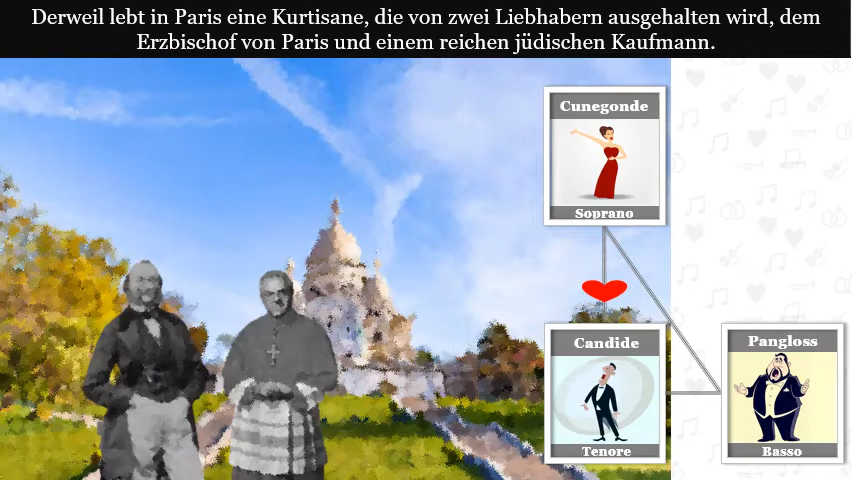 Derweil lebt in Paris eine Kurtisane, die von zwei Liebhabern ausgehalten wird, dem
Erzbischof von Paris und einem reichen jüdischen Kaufmann.
Cunegonde
Soprano
Candide
Tenore
Pangloss
Basso